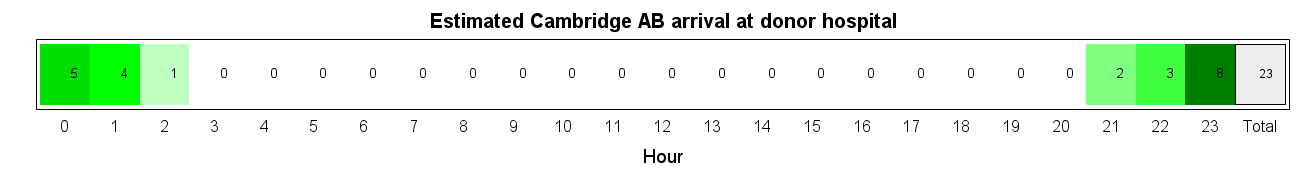 Estimated Cambridge AB arrival at donor hospital
5 4 1 0 0 0 0 0 0 0 0 0 0 0 0 0 0 0 0 0 0 2 3 8 23
0 1 2 3 4 5 6 7 8 9 10 11 12 13 14 15 16 17 18 19 20 21 22 23 Total
Hour